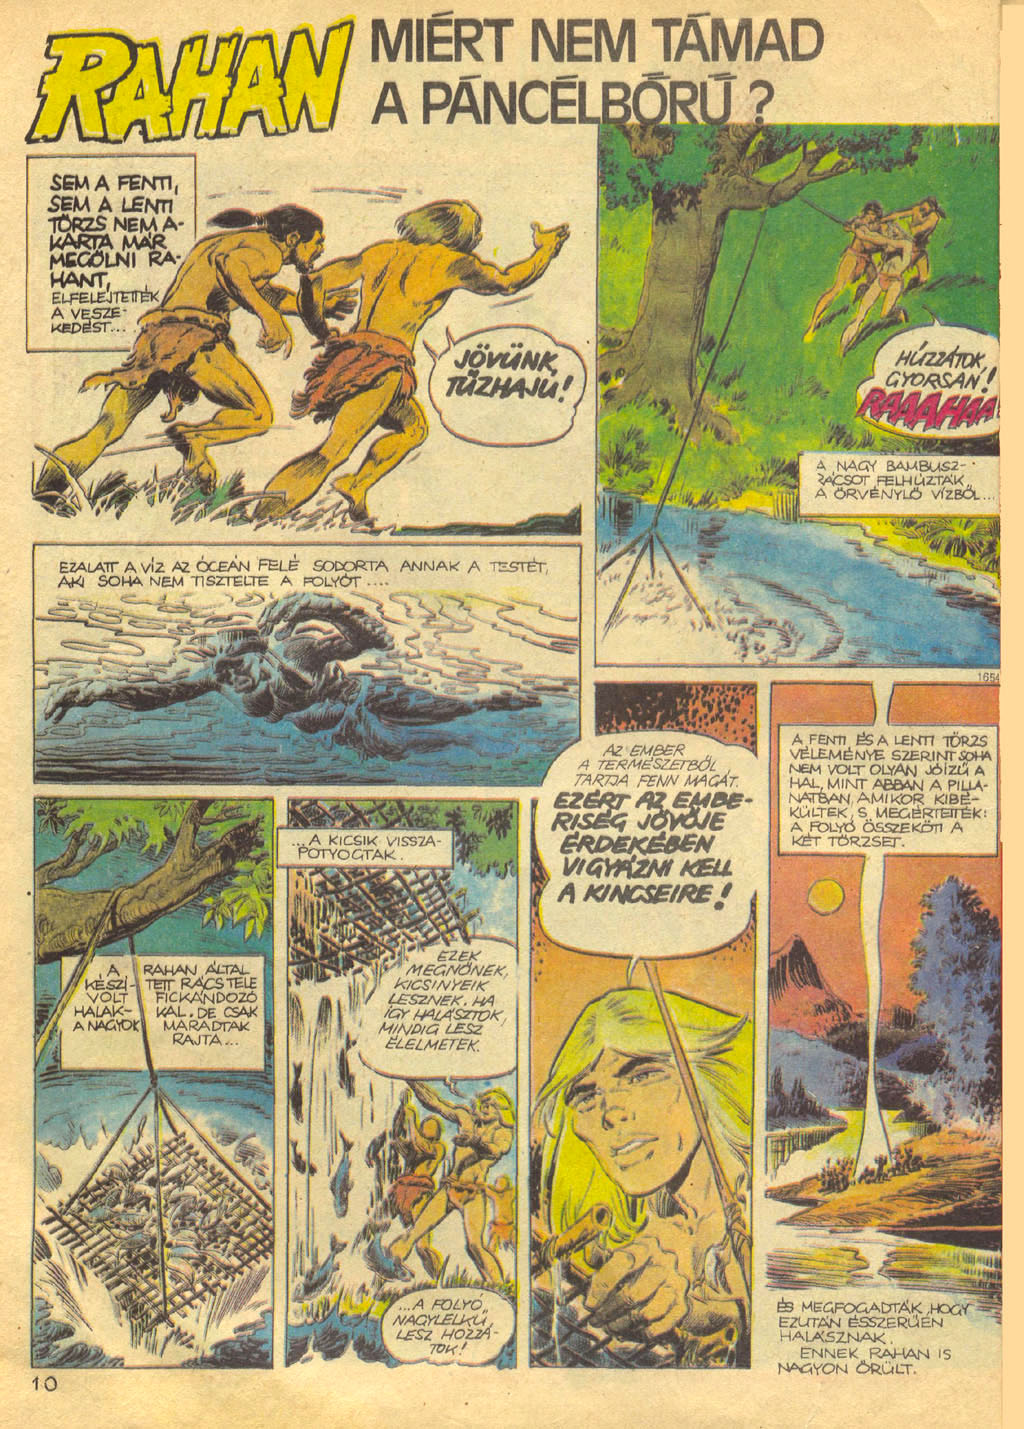 RAHAN
MIÉRT NEM TÁMAD
A PÁNCÉLBŐRŰ?
SEM A FENTI,
SEM A LENTI
TÖRZS NEM A-
KARTA MÁR
MEGÖLNI RA-
HANT,
ELFELEJTETTÉK
A VESZE-
KEDÉST...
JÖVÜNK,
TŰZHAJÚ!
HÚZZÁTOK,
GYORSAN!
RAAAHAA
A NAGY BAMBUSZ-
RÁCSOT FELHÚZTÁK
A ÖRVÉNYLŐ VÍZBŐL...
EZALATT A VÍZ AZ ÓCEÁN FELÉ SODORTA ANNAK A TESTÉT,
AKI SOHA NEM TISZTELTE A FOLYÓT....
1654
A RAHAN ÁLTAL
KÉSZÍ- TETT RÁCS TELE
VOLT FICKÁNDOZÓ
HALAK- KAL. DE CSAK
A NAGYOK MARADTAK
RAJTA...
...A KICSIK VISSZA-
POTYOGTAK.
EZEK
MEGNŐNEK,
KICSINYEIK
LESZNEK. HA
ÍGY HALÁSZTOK,
MINDIG LESZ
ÉLELMETEK.
...A FOLYÓ
NAGYLELKŰ
LESZ HOZZÁ-
TOK!
AZ EMBER
A TERMÉSZETBŐL
TARTJA FENN MAGÁT.
EZÉRT AZ EMBE-
RISÉG JÖVŐJE
ÉRDEKÉBEN
VIGYÁZNI KELL
A KINCSEIRE!
A FENTI ÉS A LENTI TÖRZS
VÉLEMÉNYE SZERINT SOHA
NEM VOLT OLYAN JÓÍZŰ A
HAL, MINT ABBAN A PILLA-
NATBAN, AMIKOR KIBÉ-
KÜLTEK, S MEGÉRTETTÉK:
A FOLYÓ ÖSSZEKÖTI A
KÉT TÖRZSET.
ÉS MEGFOGADTÁK, HOGY
EZUTÁN ÉSSZERŰEN
HALÁSZNAK.
ENNEK RAHAN IS
NAGYON ÖRÜLT.
10